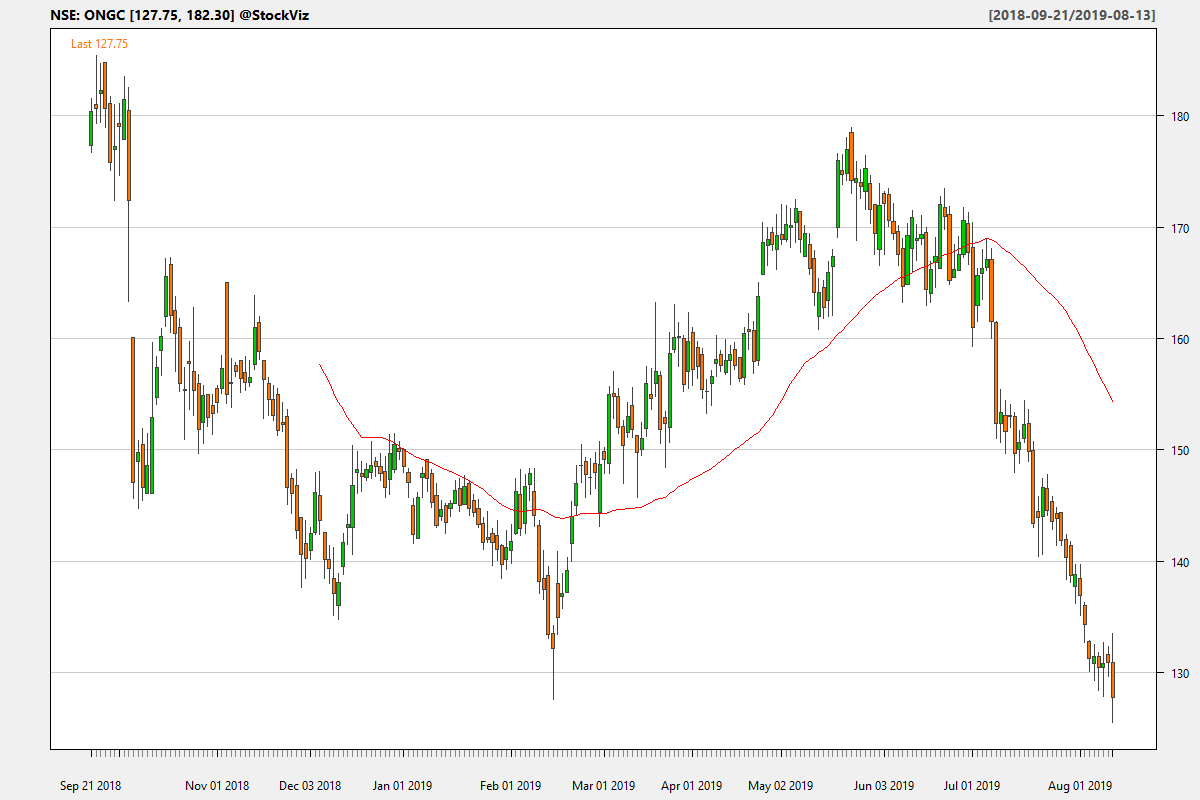 NSE: ONGC [127.75, 182.30] @StockViz [2018-09-21/2019-08-13]
Last 127.75
180
170
160
150
140
130
Sep 21 2018 Nov 01 2018 Dec 03 2018 Jan 01 2019 Feb 01 2019 Mar 01 2019 Apr 01 2019 May 02 2019 Jun 03 2019 Jul 01 2019 Aug 01 2019